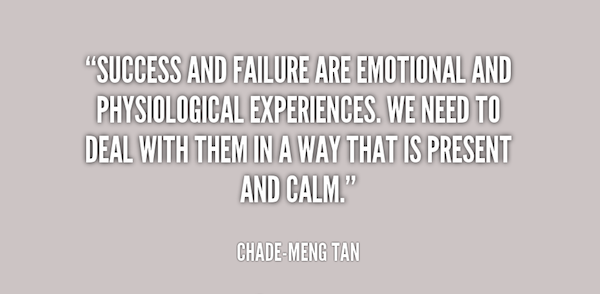 “SUCCESS AND FAILURE ARE EMOTIONAL AND
PHYSIOLOGICAL EXPERIENCES. WE NEED TO
DEAL WITH THEM IN A WAY THAT IS PRESENT
AND CALM.”
CHADE-MENG TAN